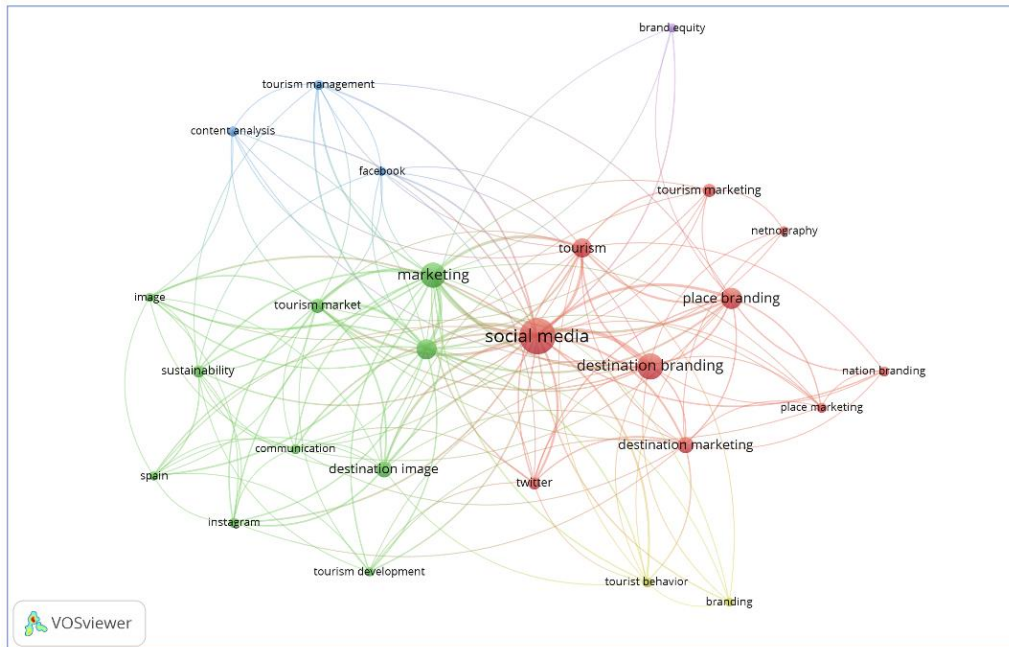 brand equity
tourism management
content analysis
facebook
tourism marketing
netnography
tourism
marketing
image
tourism market
place branding
social media
destination branding
sustainability
nation branding
place marketing
destination marketing
communication
destination image
spain
twitter
instagram
tourism development
tourist behavior
branding
VOSviewer